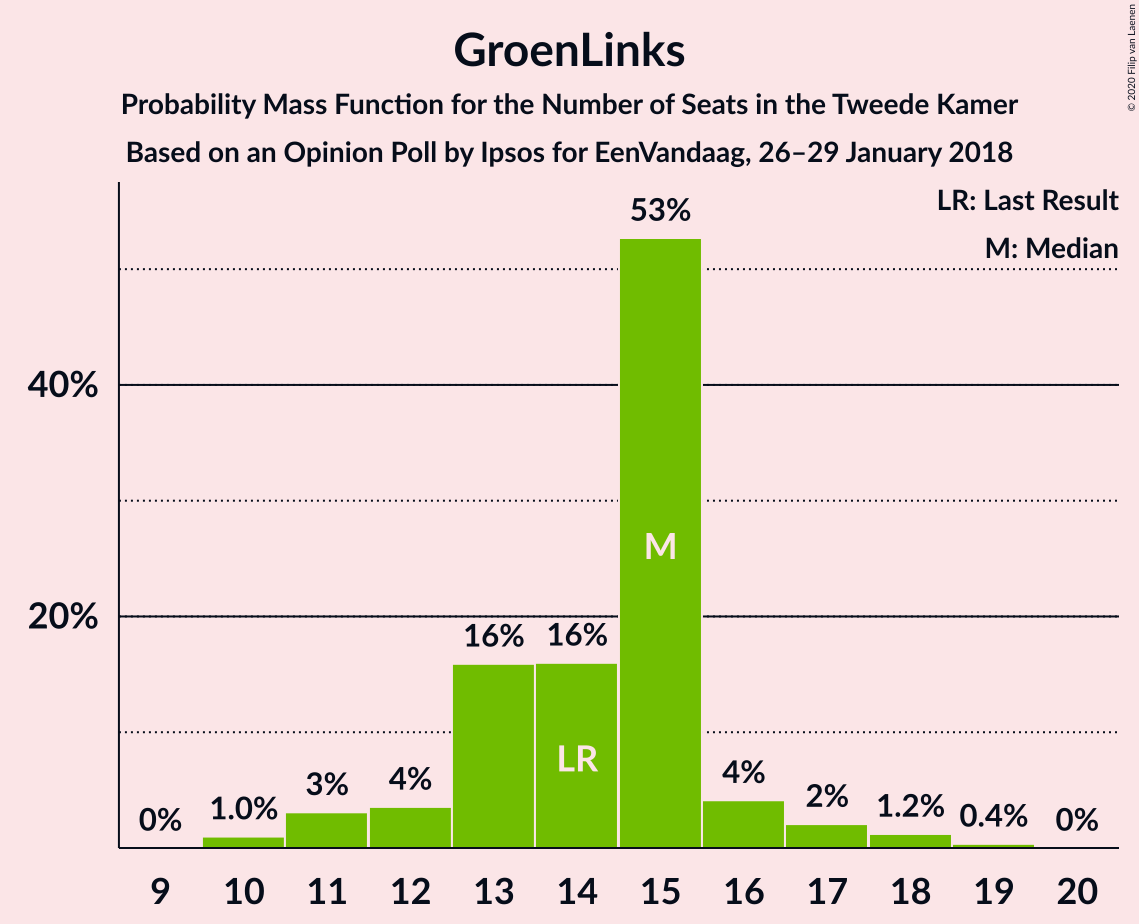 GroenLinks
Probability Mass Function for the Number of Seats in the Tweede Kamer
Based on an Opinion Poll by Ipsos for EenVandaag, 26–29 January 2018
© 2020 Filip van Laenen
LR: Last Result
M: Median
53%
40%
M
20%
16%
16%
LR
0%
1.0%
3%
4%
4%
2%
1.2%
0.4%
0%
9 10 11 12 13 14 15 16 17 18 19 20